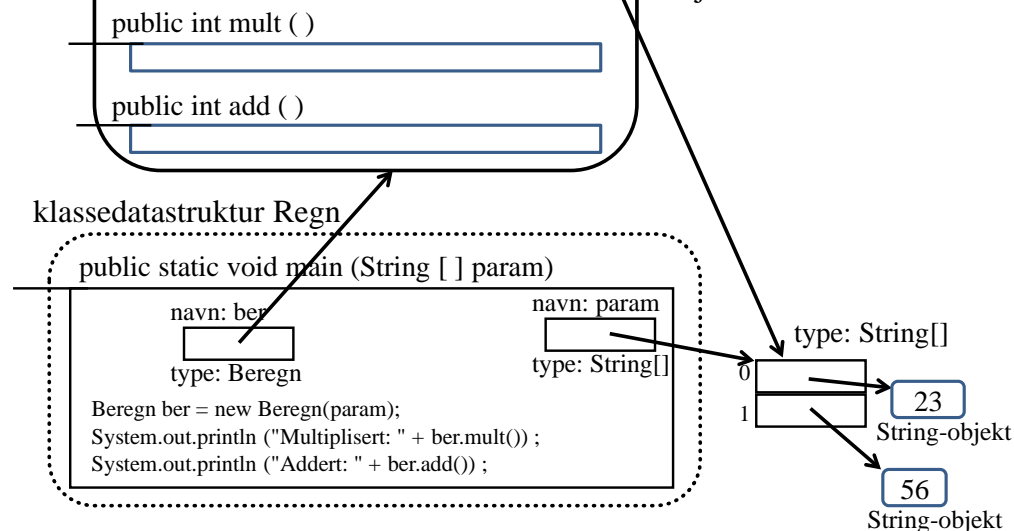 public int mult ( )
public int add ( )
klassedatastruktur Regn
public static void main (String [ ] param)
navn: ber
type: Beregn
navn: param
type: String[]
Beregn ber = new Beregn(param);
System.out.println ("Multiplisert: " + ber.mult()) ;
System.out.println ("Addert: " + ber.add()) ;
type: String[]
0
1
23
String-objekt
56
String-objekt